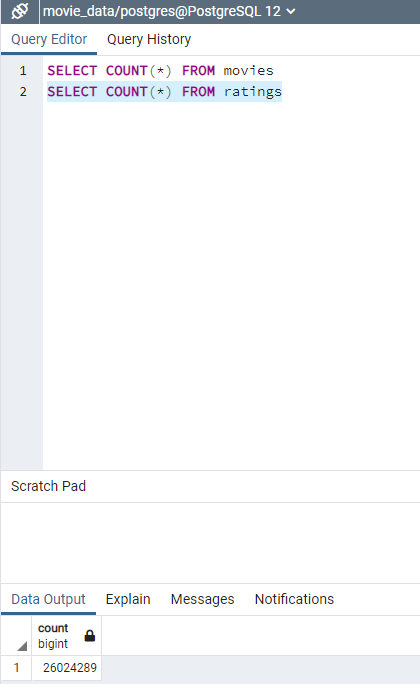 movie_data/postgres@PostgreSQL 12
Query Editor Query History
1 SELECT COUNT(*) FROM movies
2 SELECT COUNT(*) FROM ratings
Scratch Pad
Data Output Explain Messages Notifications
count
bigint
1 26024289